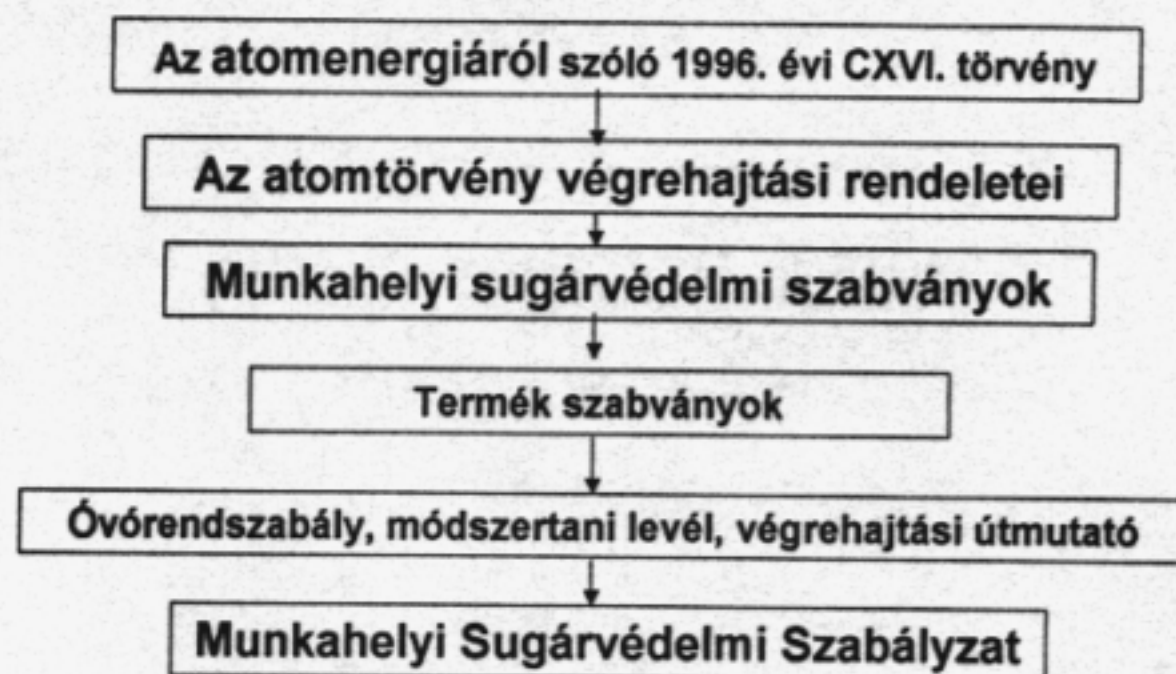 Az atomenergiáról szóló 1996. évi CXVI. törvény
Az atomtörvény végrehajtási rendeletei
Munkahelyi sugárvédelmi szabványok
Termék szabványok
Óvórendszabály, módszertani levél, végrehajtási útmutató
Munkahelyi Sugárvédelmi Szabályzat